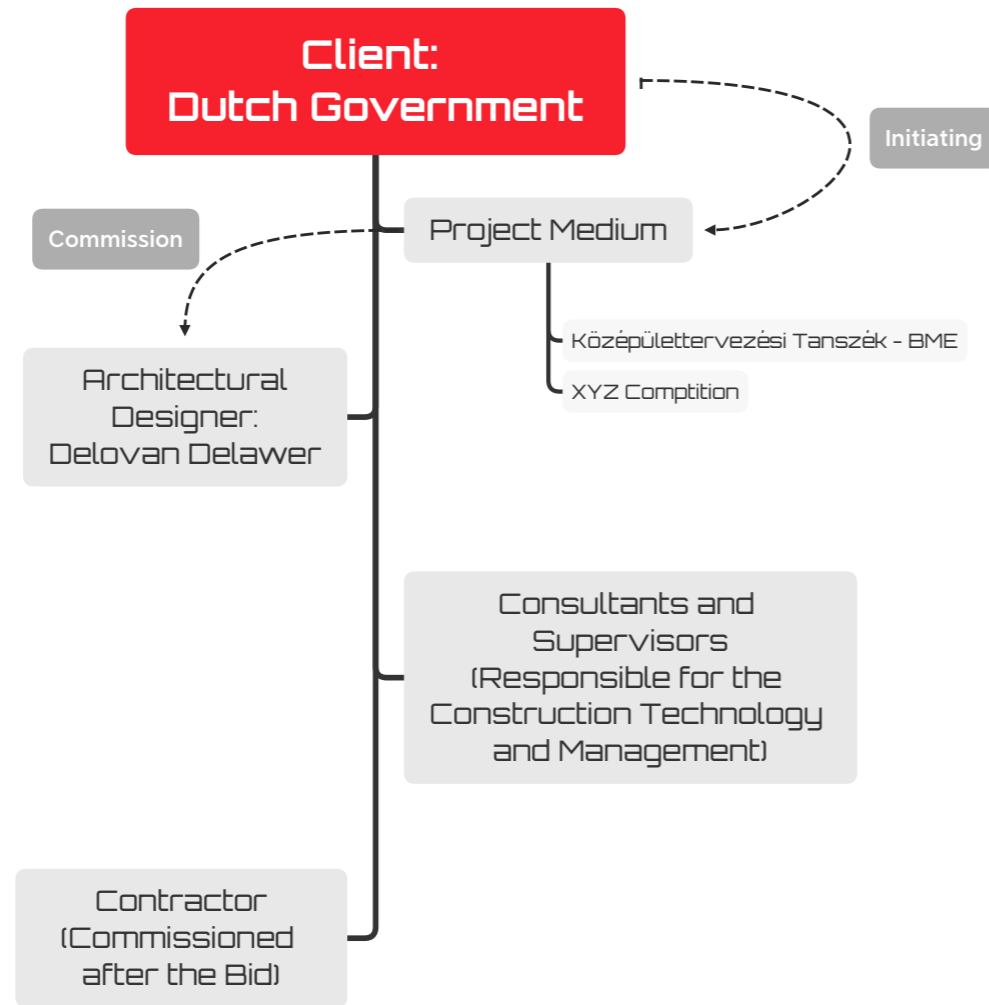 Client:
Dutch Government
Initiating
Project Medium
Commission
Középülettervezési Tanszék - BME
XYZ Comptition
Architectural
Designer:
Delovan Delawer
Consultants and
Supervisors
(Responsible for the
Construction Technology
and Management)
Contractor
(Commissioned
after the Bid)